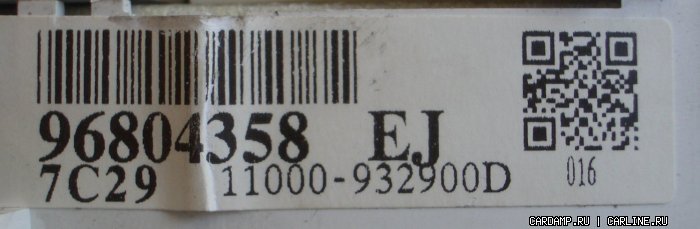 96804358 EJ
7C29 11000-932900D
016
CARDAMP.RU | CARLINE.RU